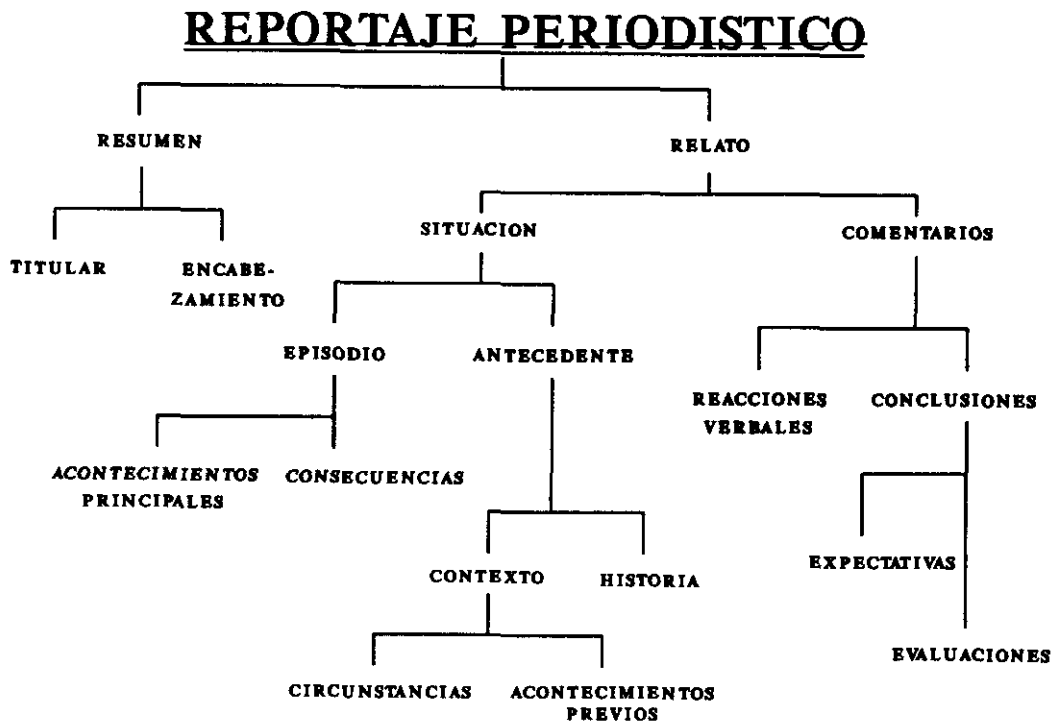 REPORTAJE PERIODISTICO
RESUMEN
RELATO
TITULAR
ENCABE-
ZAMIENTO
SITUACION
COMENTARIOS
EPISODIO
ANTECEDENTE
REACCIONES
VERBALES
CONCLUSIONES
ACONTECIMIENTOS
PRINCIPALES
CONSECUENCIAS
CONTEXTO
HISTORIA
EXPECTATIVAS
EVALUACIONES
CIRCUNSTANCIAS
ACONTECIMIENTOS
PREVIOS